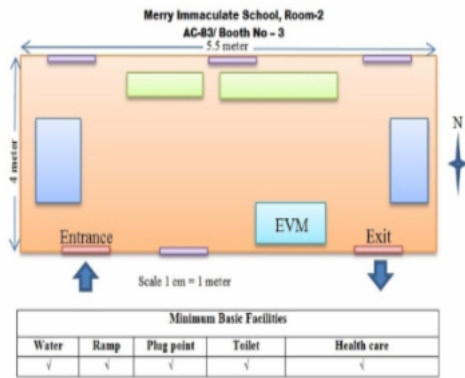 Merry Immaculate School, Room-2
AC-83/ Booth No – 3
5.5 meter
4 meter
N
EVM
Entrance
Exit
Scale 1 cm = 1 meter
Minimum Basic Facilities
Water Ramp Plug point Toilet Health care
√ √ √ √ √